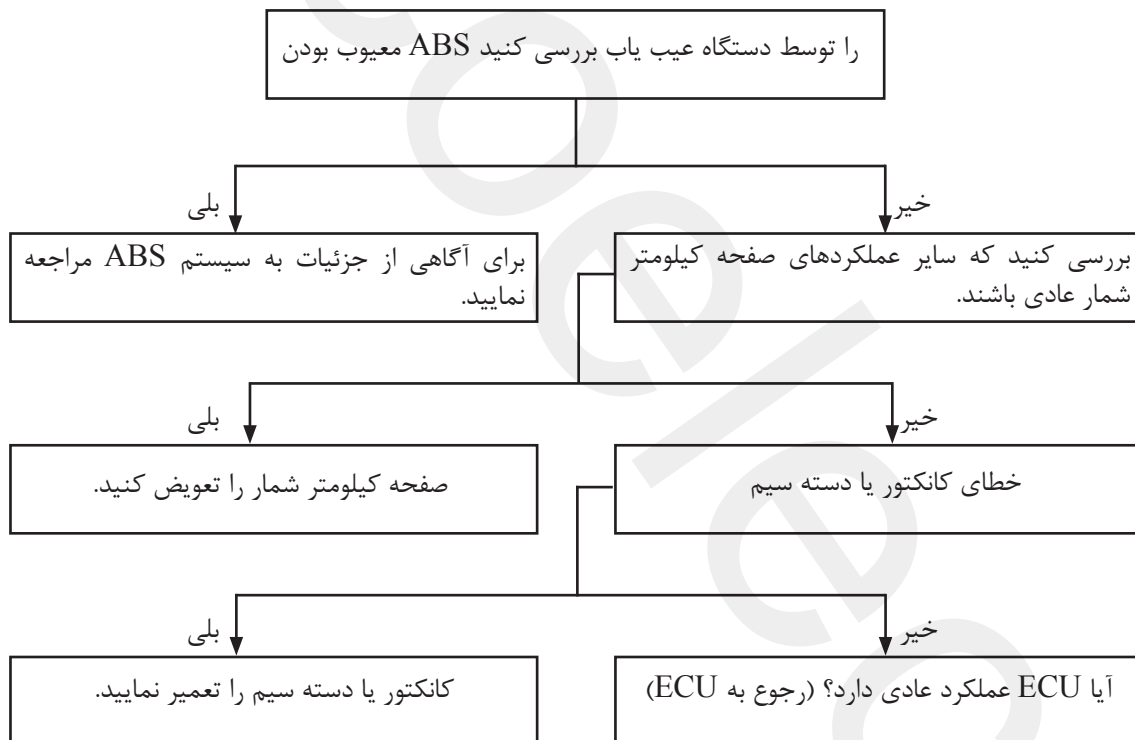 را توسط دستگاه عیب یاب بررسی کنید ABS معیوب بودن
خیر
بلی
بررسی کنید که سایر عملکردهای صفحه کیلومتر
شمار عادی باشند.
برای آگاهی از جزئیات به سیستم ABS مراجعه
نمایید.
خیر
بلی
خطای کانکتور یا دسته سیم
صفحه کیلومتر شمار را تعویض کنید.
خیر
بلی
آیا ECU عملکرد عادی دارد؟ (رجوع به ECU)
کانکتور یا دسته سیم را تعمیر نمایید.